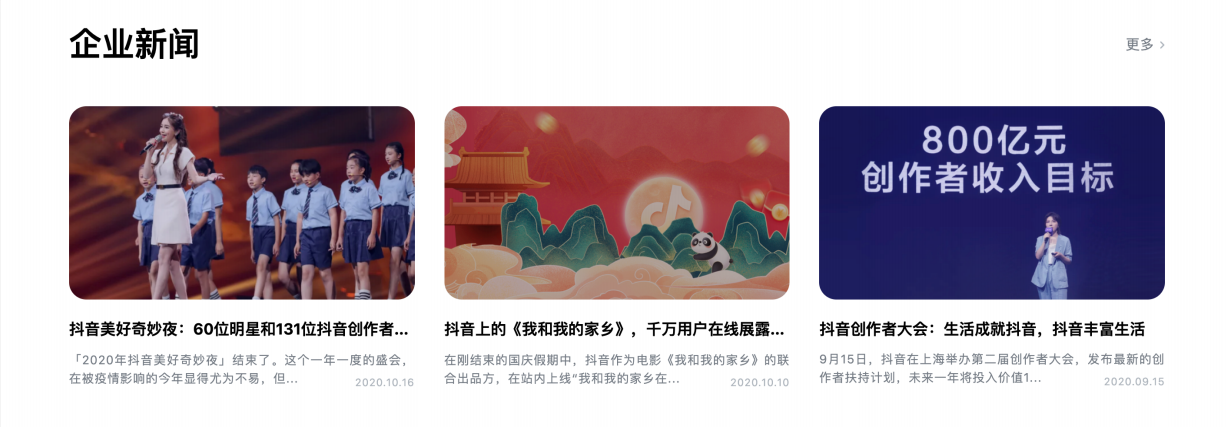 企业新闻
更多 >
800亿元
创作者收入目标
抖音美好奇妙夜：60位明星和131位抖音创作者...
「2020年抖音美好奇妙夜」结束了。这个一年一度的盛会，
在被疫情影响的今年显得尤为不易，但...
2020.10.16
抖音上的《我和我的家乡》，千万用户在线展露...
在刚结束的国庆假期中，抖音作为电影《我和我的家乡》的联
合出品方，在站内上线“我和我的家乡在...
2020.10.10
抖音创作者大会：生活成就抖音，抖音丰富生活
9月15日，抖音在上海举办第二届创作者大会，发布最新的创
作者扶持计划，未来一年将投入价值1...
2020.09.15